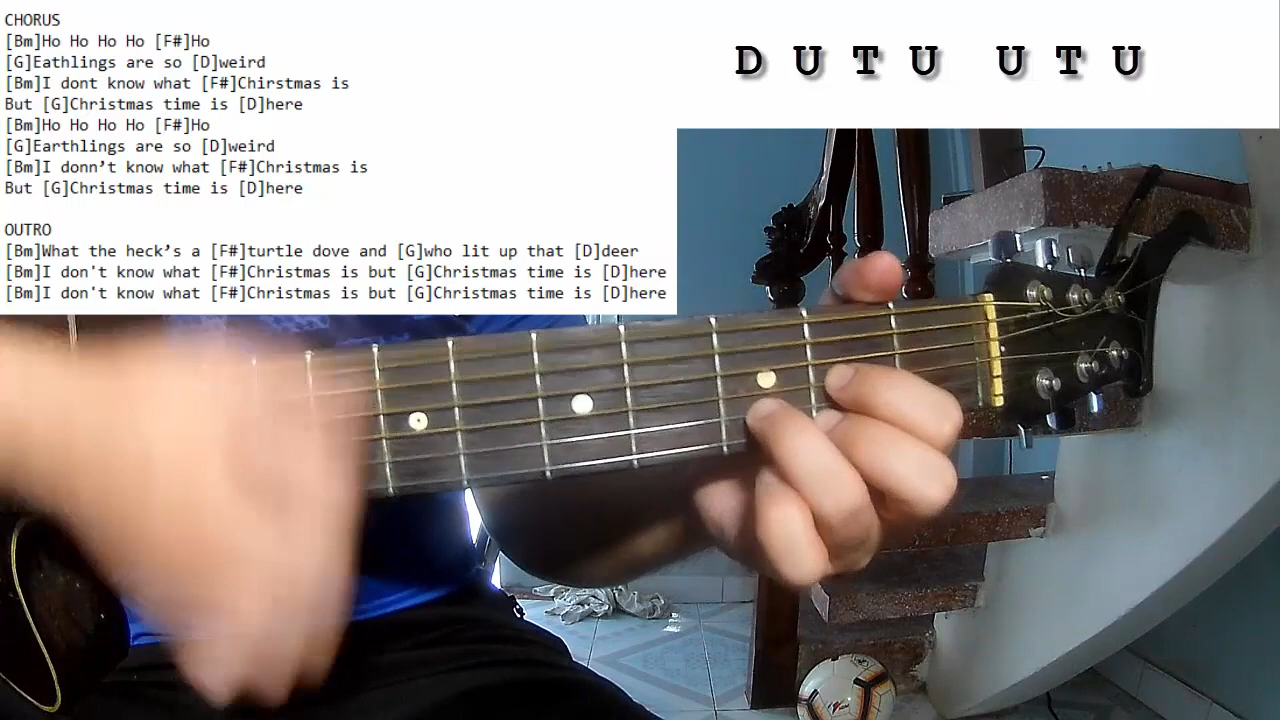 CHORUS
[Bm]Ho Ho Ho Ho [F#]Ho
[G]Eathlings are so [D]weird
[Bm]I dont know what [F#]Chirstmas is
But [G]Christmas time is [D]here
[Bm]Ho Ho Ho Ho [F#]Ho
[G]Earthlings are so [D]weird
[Bm]I donn’t know what [F#]Christmas is
But [G]Christmas time is [D]here
OUTRO
[Bm]What the heck’s a [F#]turtle dove and [G]who lit up that [D]deer
[Bm]I don't know what [F#]Christmas is but [G]Christmas time is [D]here
[Bm]I don't know what [F#]Christmas is but [G]Christmas time is [D]here
D U T U U T U